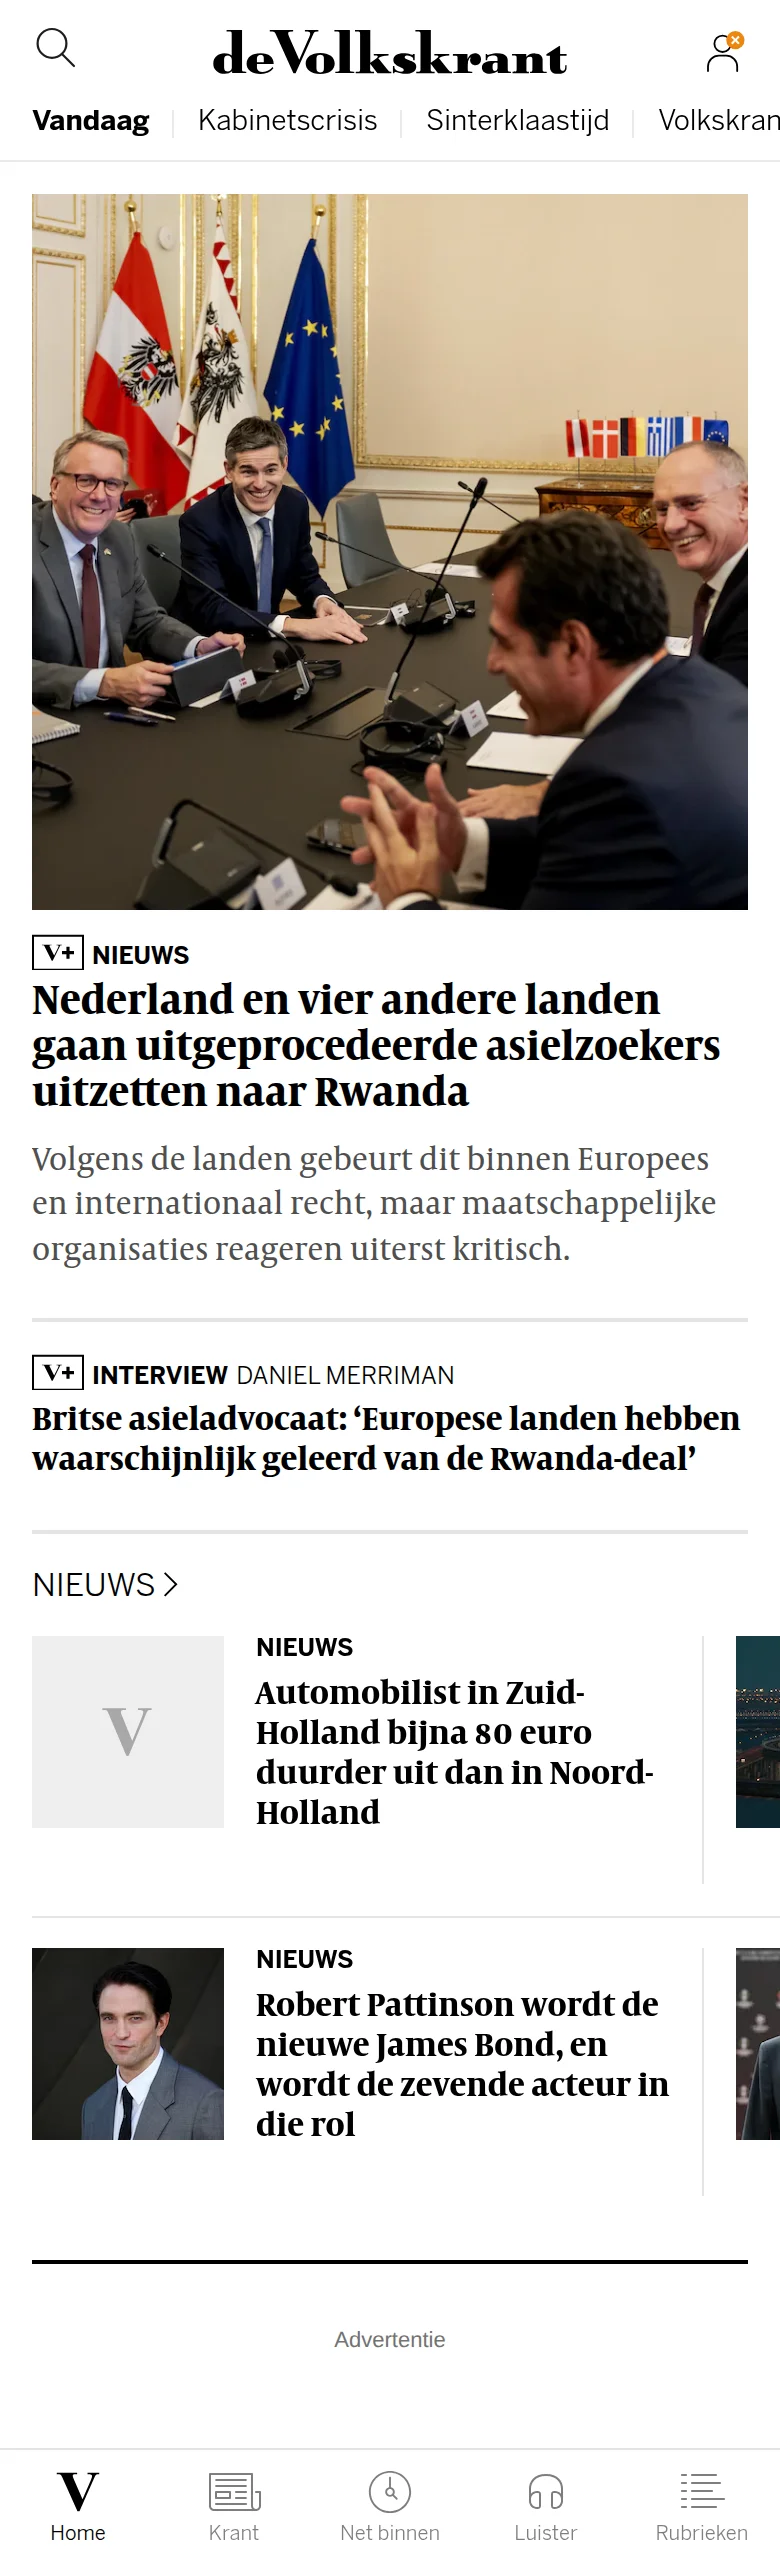 deVolkskrant
Vandaag
Kabinetscrisis
Sinterklaastijd
Volkskran
V+ NIEUWS
Nederland en vier andere landen
gaan uitgeprocedeerde asielzoekers
uitzetten naar Rwanda
Volgens de landen gebeurt dit binnen Europees
en internationaal recht, maar maatschappelijke
organisaties reageren uiterst kritisch.
V+ INTERVIEW DANIEL MERRIMAN
Britse asieladvocaat: ‘Europese landen hebben
waarschijnlijk geleerd van de Rwanda-deal’
NIEUWS
V
NIEUWS
Automobilist in Zuid-
Holland bijna 80 euro
duurder uit dan in Noord-
Holland
NIEUWS
Robert Pattinson wordt de
nieuwe James Bond, en
wordt de zevende acteur in
die rol
Advertentie
V
Home
Krant
Net binnen
Luister
Rubrieken